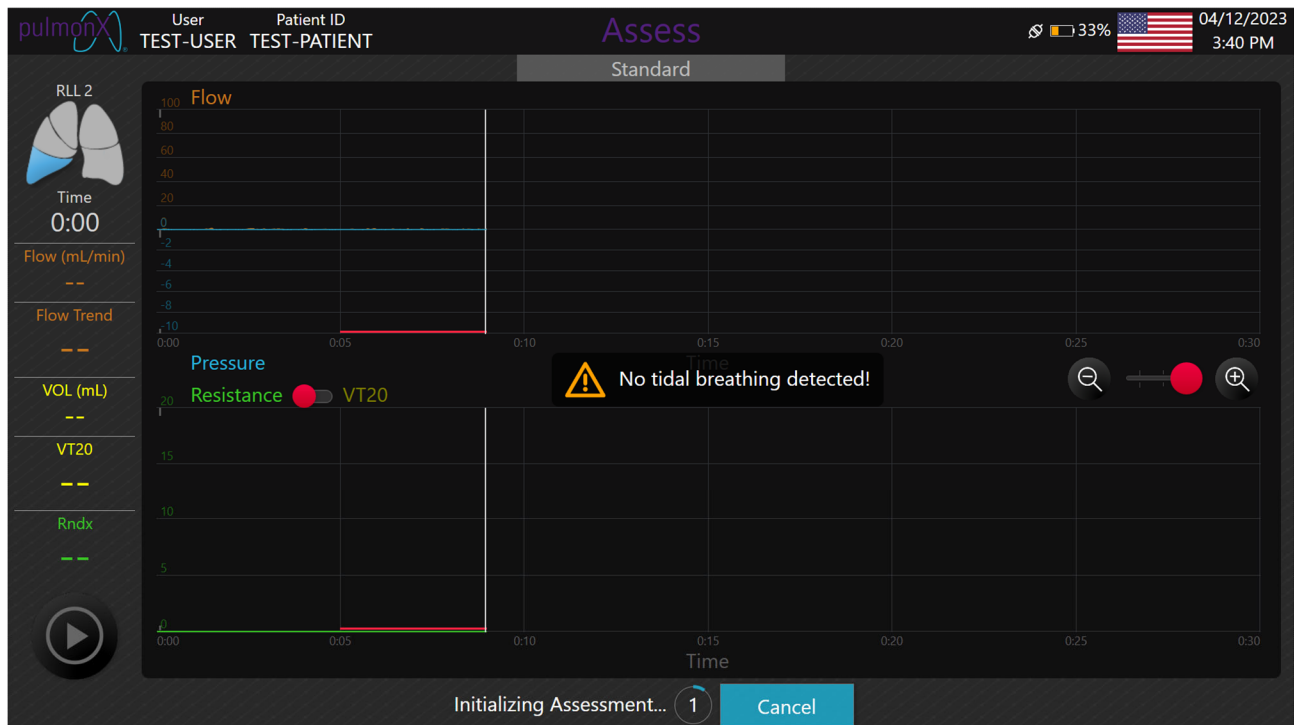 pulmonX
User Patient ID
TEST-USER TEST-PATIENT
Assess
33%
04/12/2023
3:40 PM
Standard
RLL 2
Time
0:00
Flow (mL/min)
--
Flow Trend
--
VOL (mL)
--
VT20
--
Rndx
--
Flow
100
80
60
40
20
0
-2
-4
-6
-8
-10
0:00 0:05 0:10 0:15 0:20 0:25 0:30
Time
Pressure
No tidal breathing detected!
Resistance VT20
20
15
10
5
0
0:00 0:05 0:10 0:15 0:20 0:25 0:30
Time
Initializing Assessment... 1 Cancel